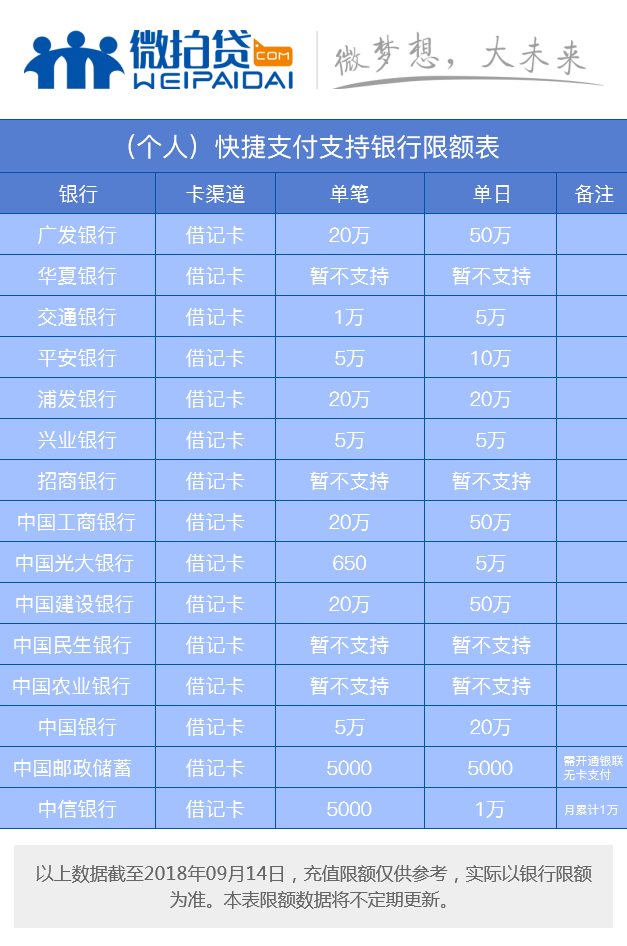 微拍贷
COM
WEIPAIDAI
微梦想，大未来
（个人）快捷支付支持银行限额表
银行 卡渠道 单笔 单日 备注
广发银行 借记卡 20万 50万
华夏银行 借记卡 暂不支持 暂不支持
交通银行 借记卡 1万 5万
平安银行 借记卡 5万 10万
浦发银行 借记卡 20万 20万
兴业银行 借记卡 5万 5万
招商银行 借记卡 暂不支持 暂不支持
中国工商银行 借记卡 20万 50万
中国光大银行 借记卡 650 5万
中国建设银行 借记卡 20万 50万
中国民生银行 借记卡 暂不支持 暂不支持
中国农业银行 借记卡 暂不支持 暂不支持
中国银行 借记卡 5万 20万
中国邮政储蓄 借记卡 5000 5000 需开通银联
无卡支付
中信银行 借记卡 5000 1万 月累计1万
以上数据截至2018年09月14日，充值限额仅供参考，实际以银行限额
为准。本表限额数据将不定期更新。